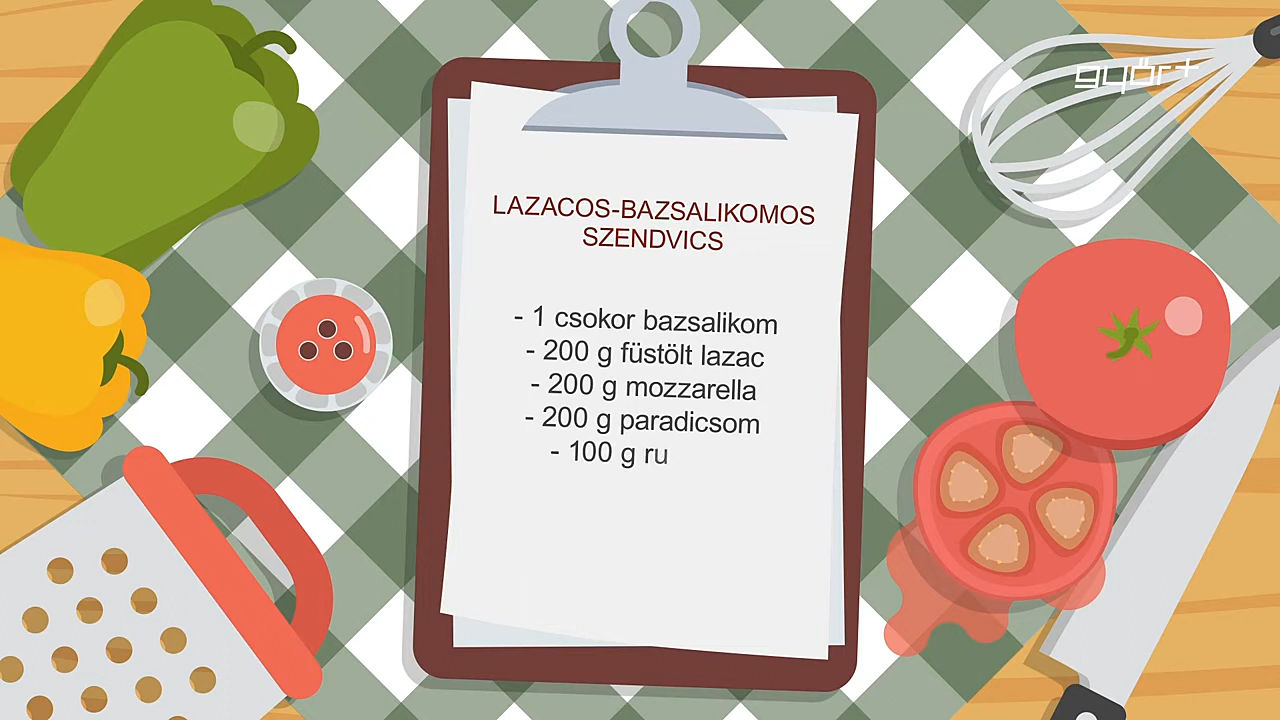 győr+
LAZACOS-BAZSALIKOMOS
SZENDVICS
- 1 csokor bazsalikom
- 200 g füstölt lazac
- 200 g mozzarella
- 200 g paradicsom
- 100 g ru